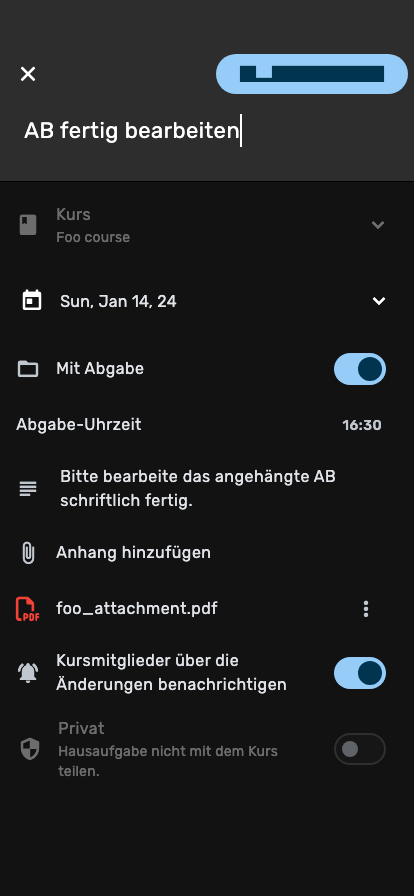 AB fertig bearbeiten
Kurs
Foo course
Sun, Jan 14, 24
Mit Abgabe
Abgabe-Uhrzeit 16:30
Bitte bearbeite das angehängte AB
schriftlich fertig.
Anhang hinzufügen
PDF foo_attachment.pdf
Kursmitglieder über die
Änderungen benachrichtigen
Privat
Hausaufgabe nicht mit dem Kurs
teilen.